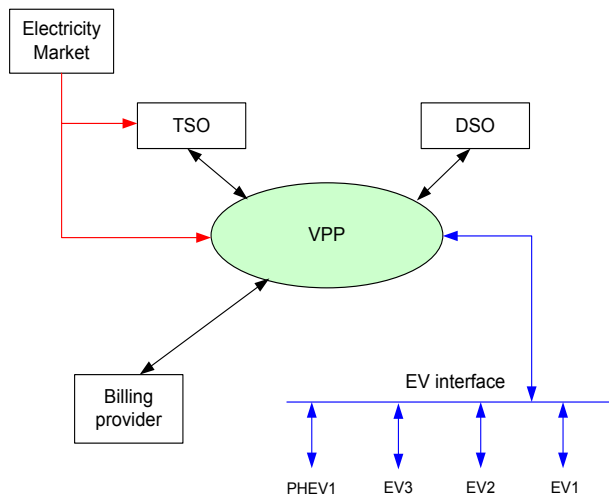 Electricity
Market
TSO
DSO
VPP
Billing
provider
EV interface
PHEV1
EV3
EV2
EV1